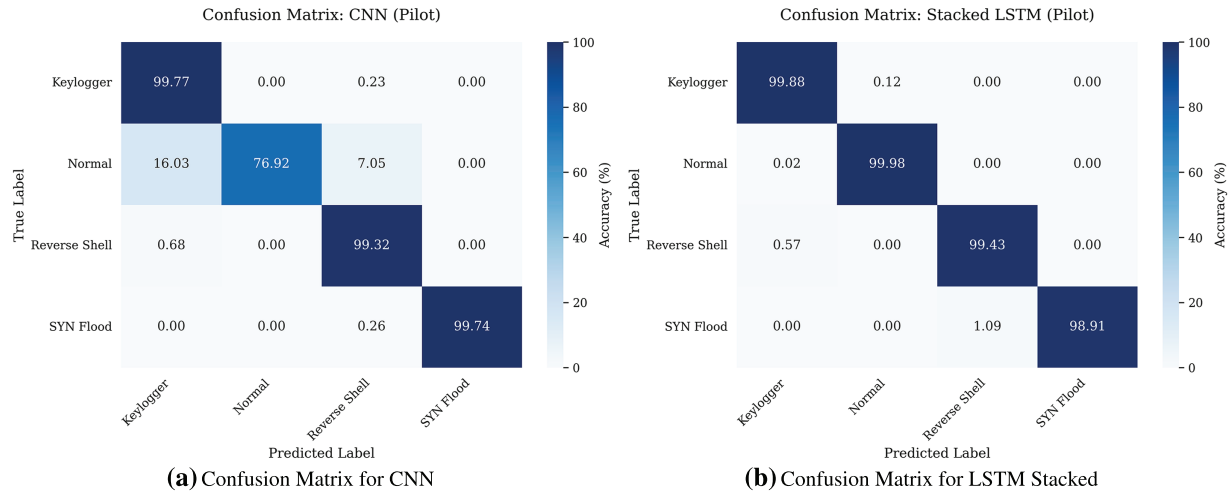 Confusion Matrix: CNN (Pilot)
Keylogger 99.77 0.00 0.23 0.00
Normal 16.03 76.92 7.05 0.00
Reverse Shell 0.68 0.00 99.32 0.00
SYN Flood 0.00 0.00 0.26 99.74
True Label
Keylogger Normal Reverse Shell SYN Flood
Predicted Label
100
80
60
40
20
0
Accuracy (%)
(a) Confusion Matrix for CNN
Confusion Matrix: Stacked LSTM (Pilot)
Keylogger 99.88 0.12 0.00 0.00
Normal 0.02 99.98 0.00 0.00
Reverse Shell 0.57 0.00 99.43 0.00
SYN Flood 0.00 0.00 1.09 98.91
True Label
Keylogger Normal Reverse Shell SYN Flood
Predicted Label
100
80
60
40
20
0
Accuracy (%)
(b) Confusion Matrix for LSTM Stacked